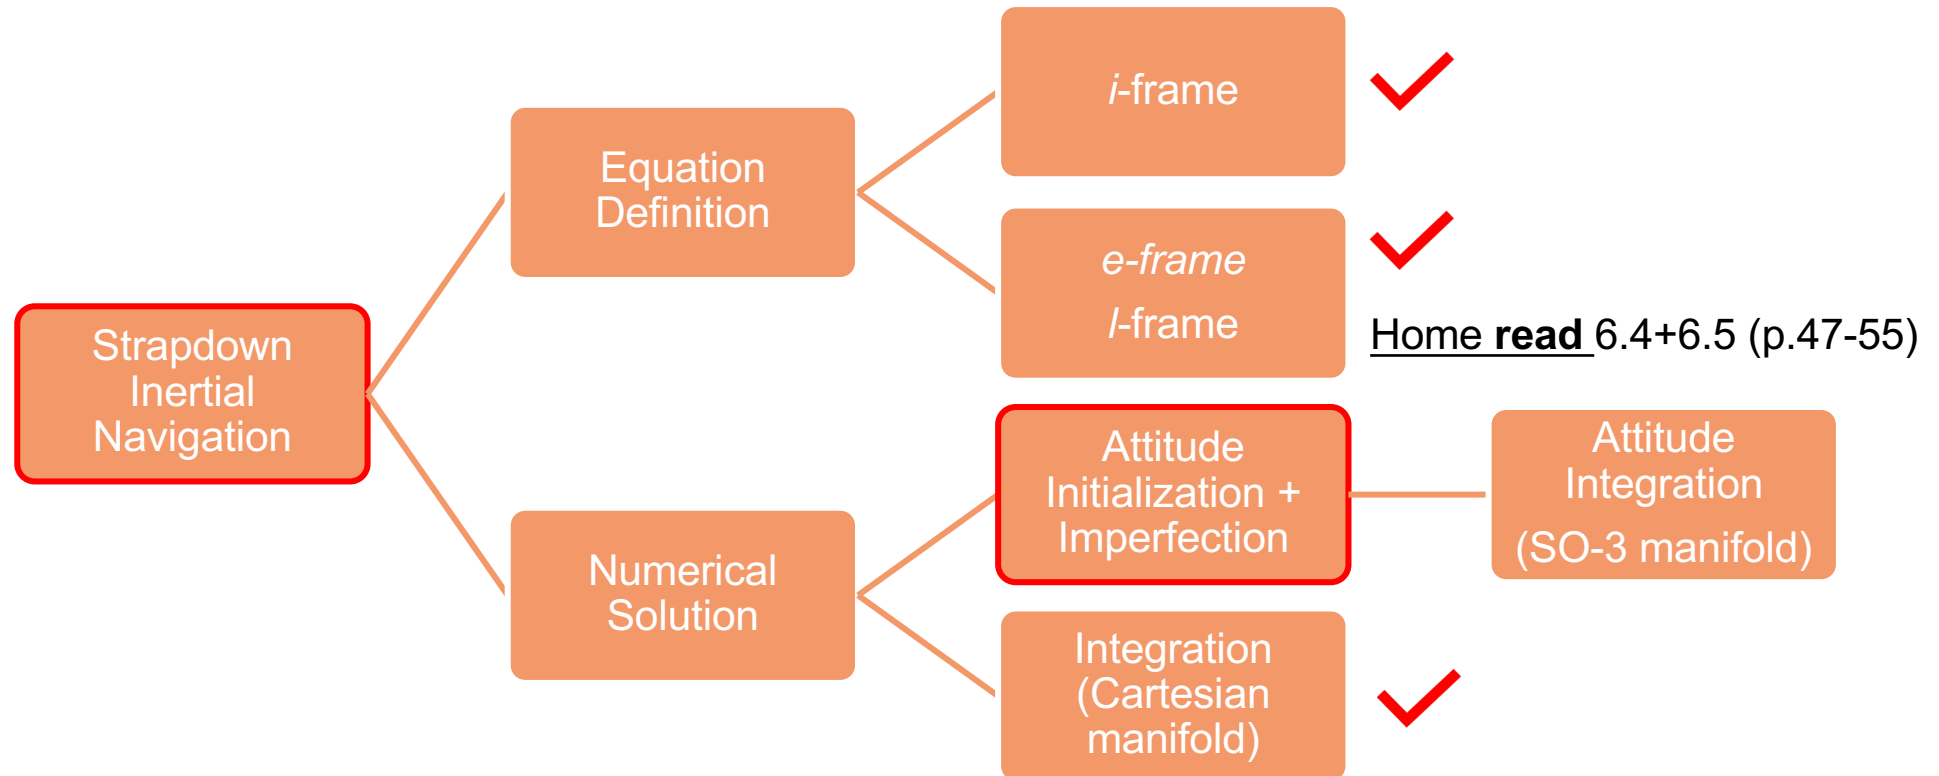 Strapdown
Inertial
Navigation
Equation
Definition
i-frame
e-frame
l-frame
Home read 6.4+6.5 (p.47-55)
Numerical
Solution
Attitude
Initialization +
Imperfection
Attitude
Integration
(SO-3 manifold)
Integration
(Cartesian
manifold)